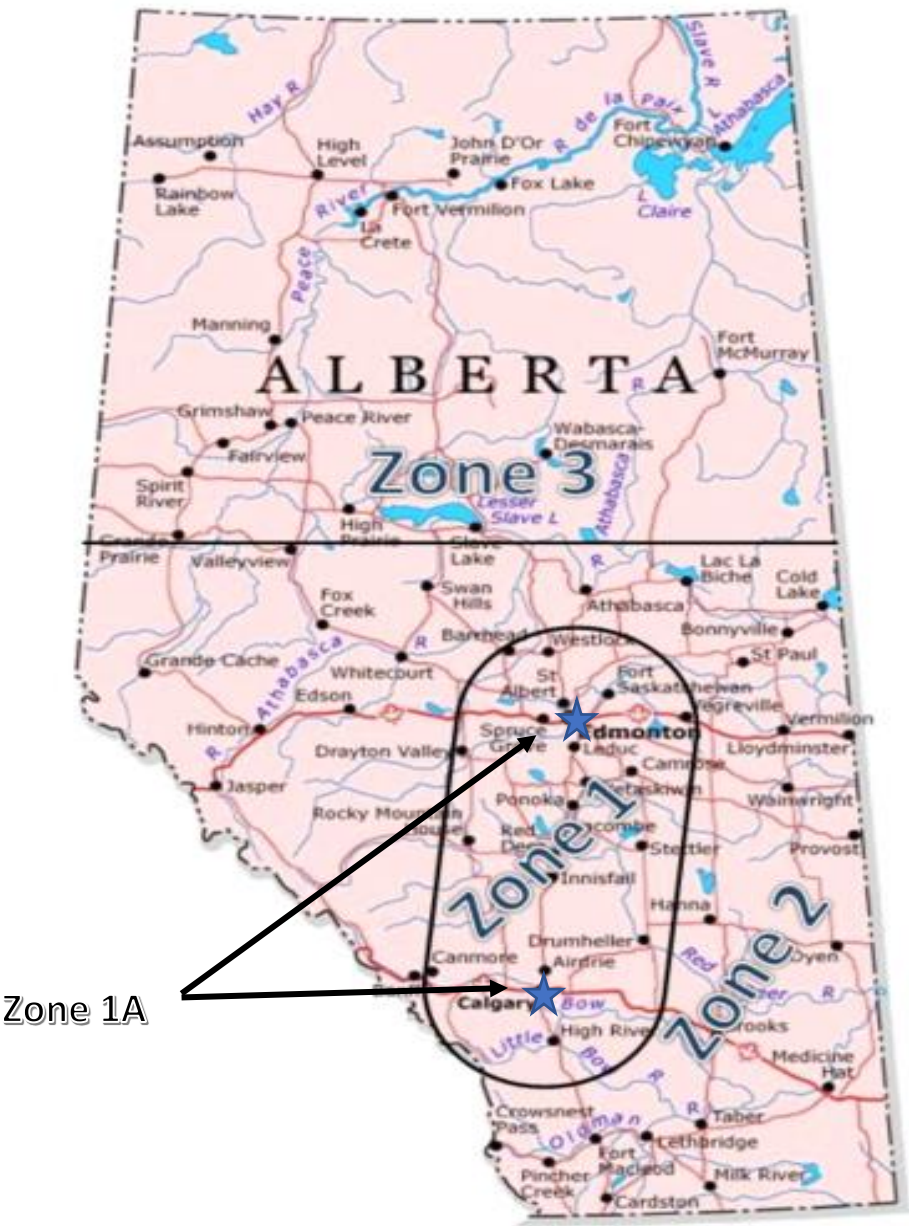 Slave R
Hay R
R de la Paix
L Athabasca
Assumption
High
Level
John D'Or
Prairie
Fort
Chipewyan
Rainbow
Lake
River
Fox Lake
Fort Vermilion
L
Claire
La
Crete
Peace
Manning
Fort
McMurray
ALBERTA
R
Grimshaw
Peace River
Wabasca-
Desmarais
Fairview
Zone 3
Spirit
River
Athabasca
Lesser
Slave L
High
Prairie
Grande
Prairie
Valleyview
Slave
Lake
R
Lac La
Biche
Cold
Lake
Swan
Hills
Fox
Creek
Athabasca
Barrhead
Westlock
Bonnyville
R
Athabasca
St Paul
Grande Cache
Whitecourt
St
Albert
Fort
Saskatchewan
Edson
Vegreville
Hinton
R
Spruce
Grove
Edmonton
Vermilion
Drayton Valley
Leduc
Lloydminster
Camrose
Jasper
Wetaskiwin
Ponoka
Wainwright
Rocky Mountain
House
Red
Deer
Lacombe
Zone 1
Stettler
Provost
Innisfail
Hanna
Zone 2
Drumheller
Oyen
Canmore
Airdrie
Red
Deer
R
Zone 1A
Calgary
Bow
High River
Brooks
Little
Bow
R
Medicine
Hat
Crowsnest
Pass
Oldman
R
Taber
Lethbridge
Fort
Macleod
Pincher
Creek
Milk River
Cardston